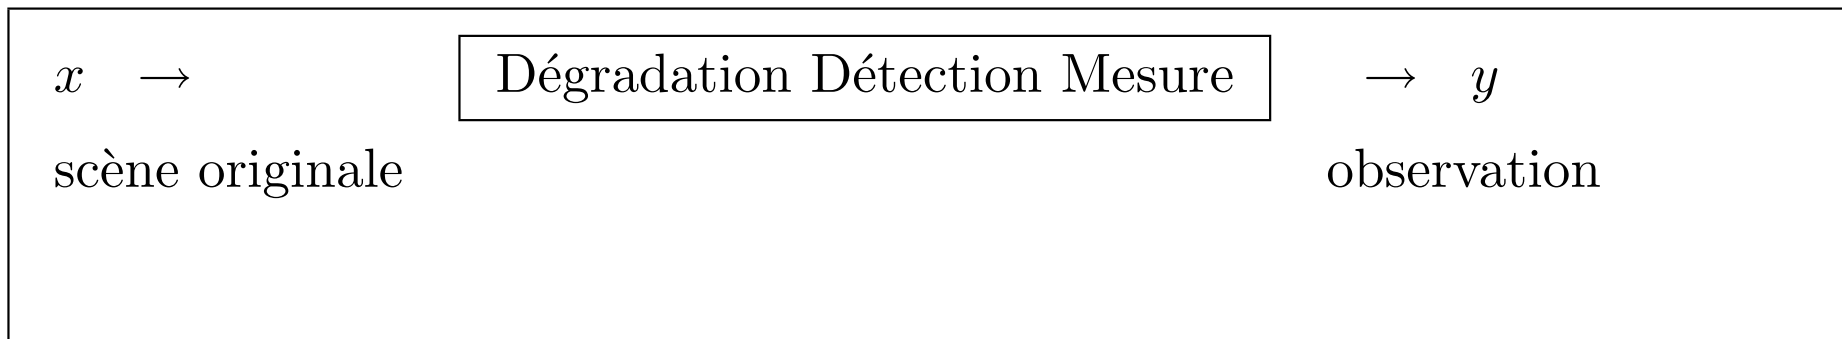 x → Dégradation Détection Mesure → y
scène originale observation